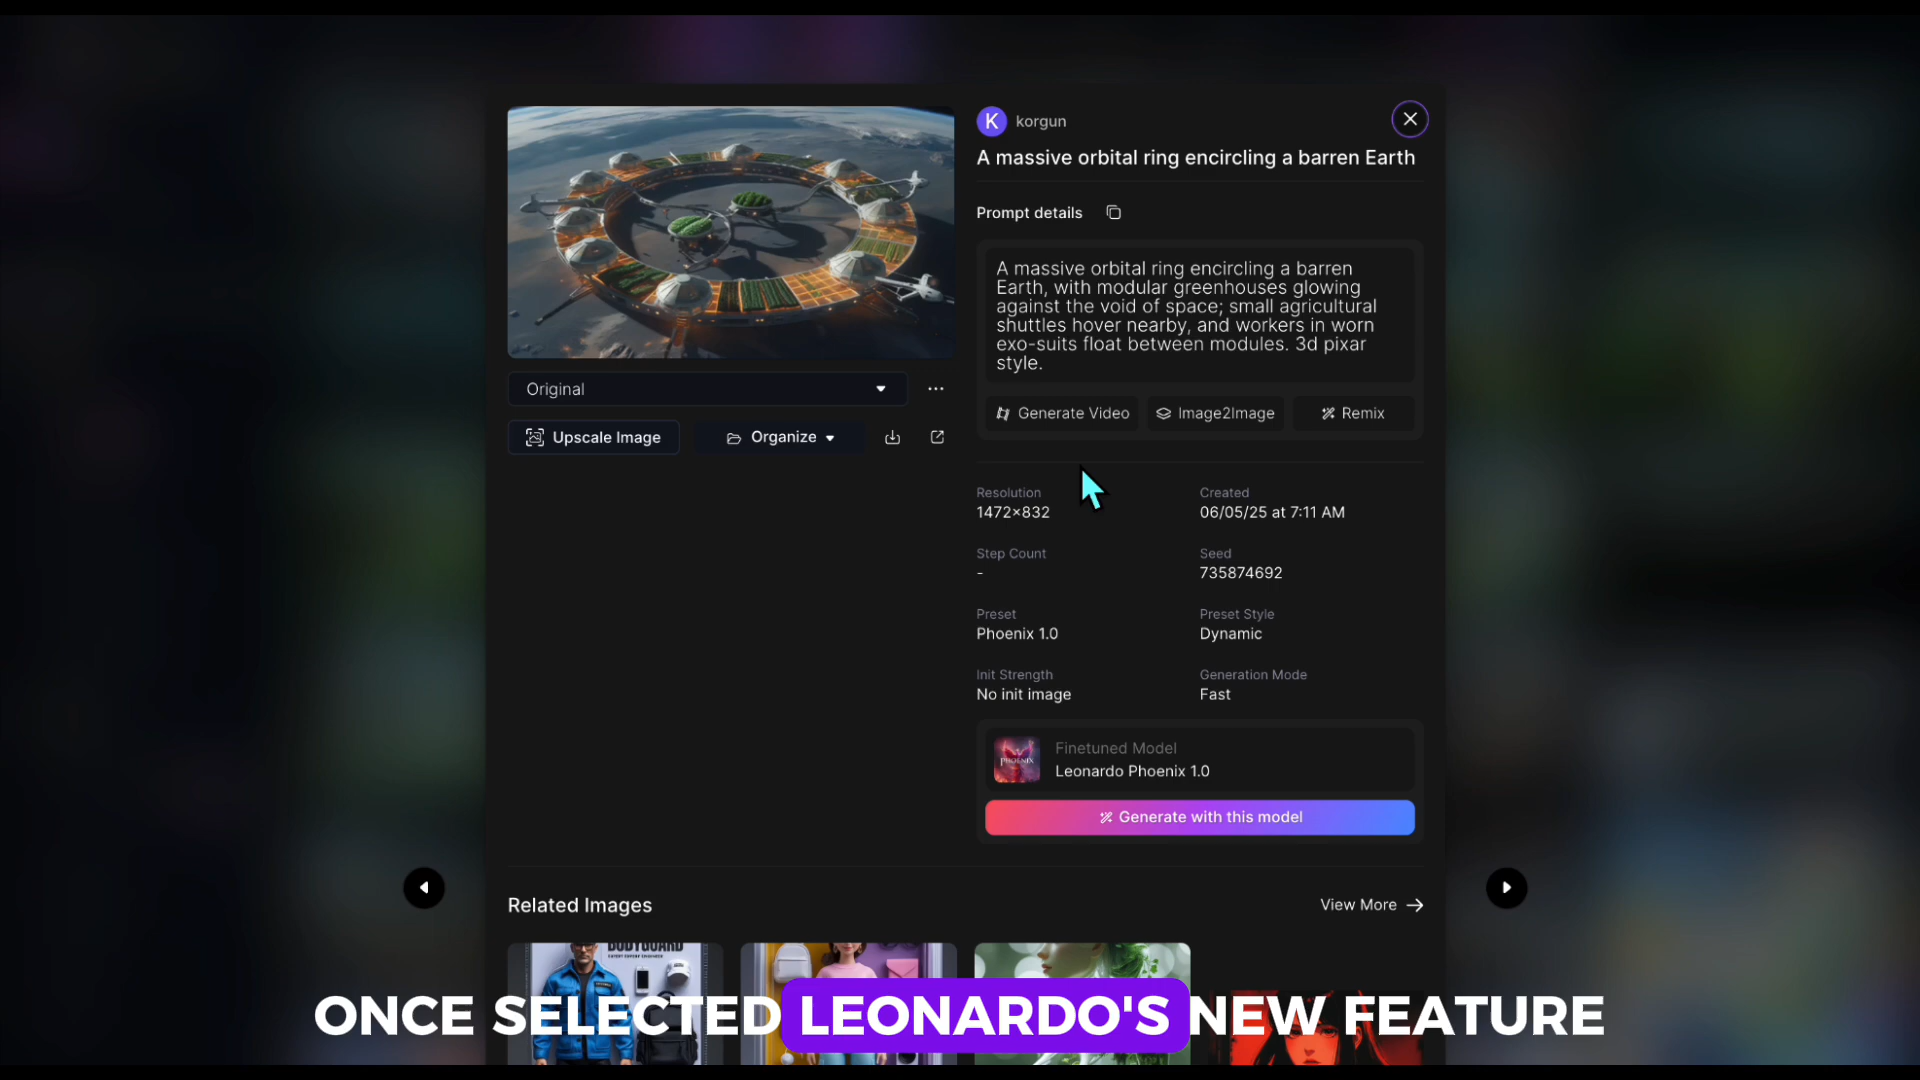 K korgun
A massive orbital ring encircling a barren Earth
Prompt details
A massive orbital ring encircling a barren
Earth, with modular greenhouses glowing
against the void of space; small agricultural
shuttles hover nearby, and workers in worn
exo-suits float between modules. 3d pixar
style.
Original
Generate Video Image2Image Remix
Upscale Image Organize
Resolution Created
1472×832 06/05/25 at 7:11 AM
Step Count Seed
- 735874692
Preset Preset Style
Phoenix 1.0 Dynamic
Init Strength Generation Mode
No init image Fast
PHOENIX
Finetuned Model
Leonardo Phoenix 1.0
Generate with this model
Related Images View More
BODYGUARD
ONCE SELECTED LEONARDO'S NEW FEATURE